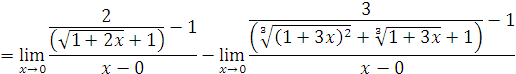 = lim_{x→0} (2/(√(1 + 2x) + 1) − 1)/(x − 0) − lim_{x→0} (3/(∛((1 + 3x)²) + ∛(1 + 3x) + 1) − 1)/(x − 0)